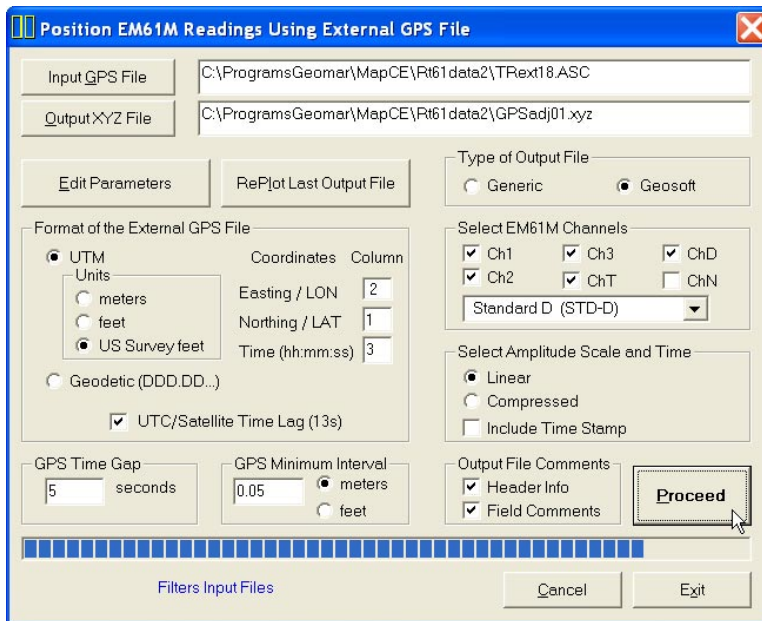 Position EM61M Readings Using External GPS File
Input GPS File
C:\ProgramsGeomar\MapCE\Rt61data2\TRext18.ASC
Output XYZ File
C:\ProgramsGeomar\MapCE\Rt61data2\GPSadj01.xyz
Edit Parameters
RePlot Last Output File
Type of Output File
Generic
Geosoft
Format of the External GPS File
UTM
Coordinates Column
Units
meters
feet
US Survey feet
Easting / LON 2
Northing / LAT 1
Time (hh:mm:ss) 3
Geodetic (DDD.DD...)
UTC/Satellite Time Lag (13s)
Select EM61M Channels
Ch1 Ch3 ChD
Ch2 ChT ChN
Standard D (STD-D)
Select Amplitude Scale and Time
Linear
Compressed
Include Time Stamp
GPS Time Gap
5 seconds
GPS Minimum Interval
0.05 meters
feet
Output File Comments
Header Info
Field Comments
Proceed
Filters Input Files
Cancel
Exit